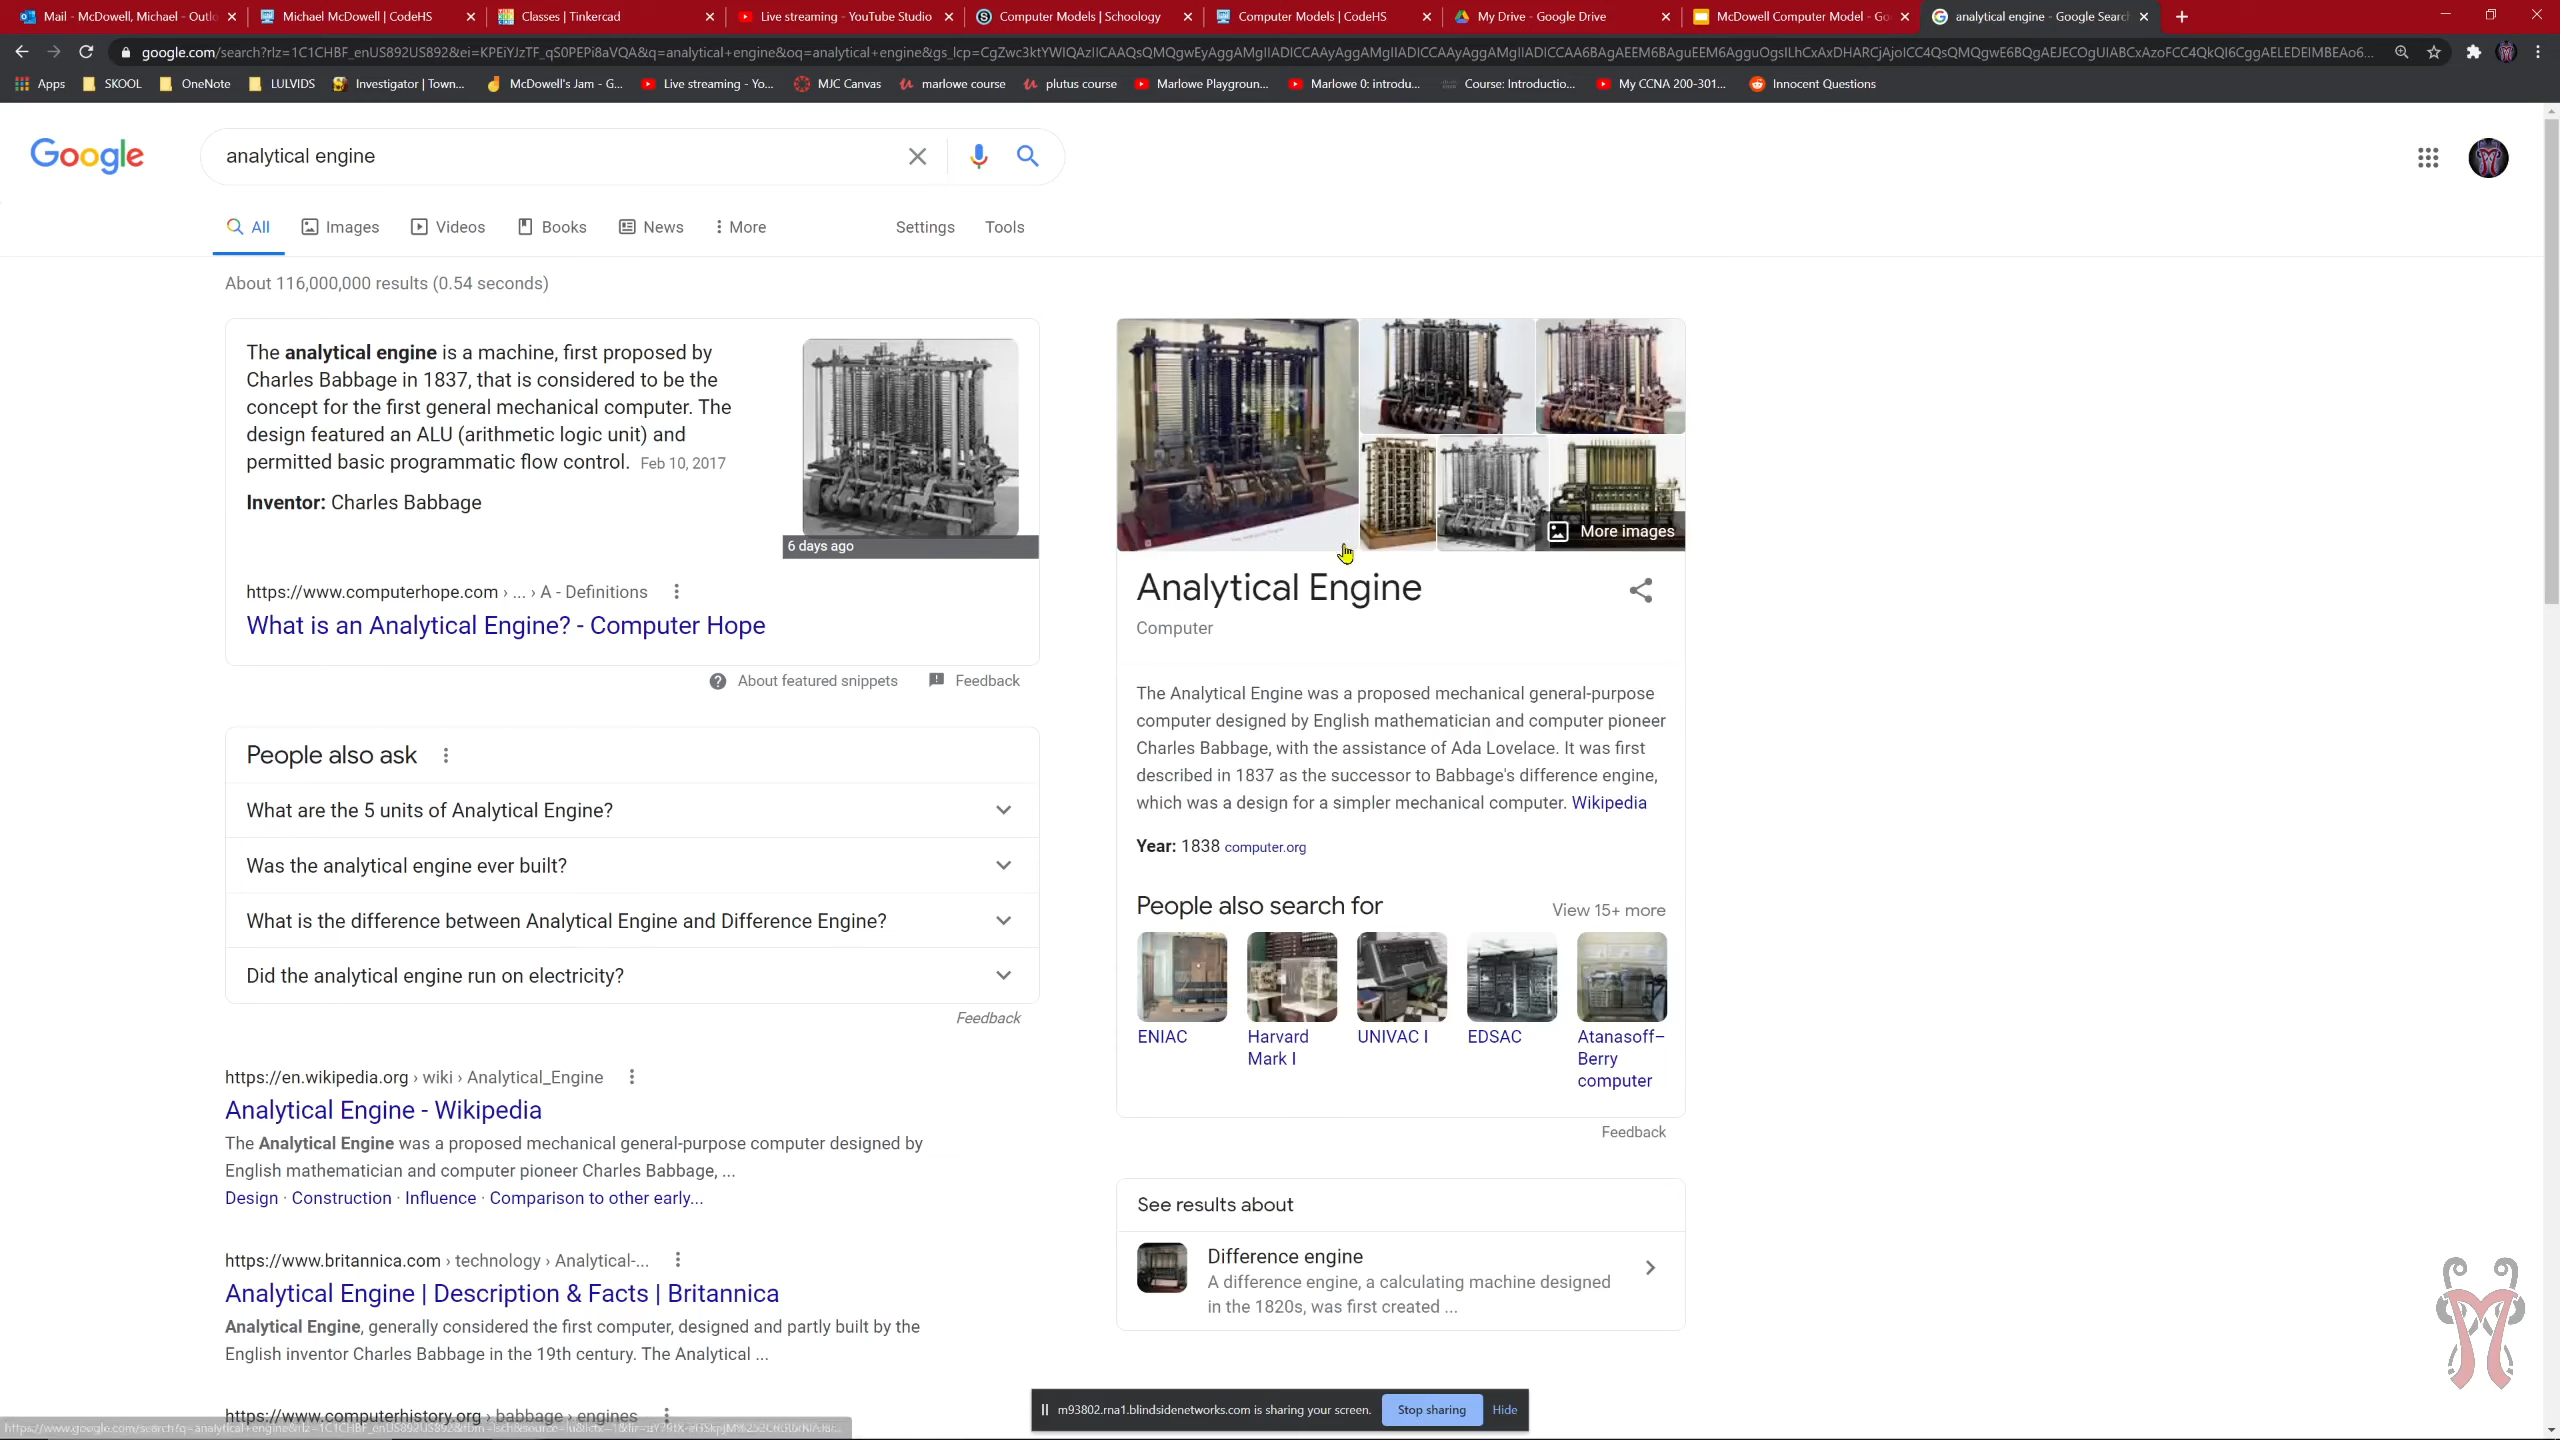 Mail - McDowell, Michael - Outlo
Michael McDowell | CodeHS
Classes | Tinkercad
Live streaming - YouTube Studio
Computer Models | Schoology
Computer Models | CodeHS
My Drive - Google Drive
McDowell Computer Model - Go
analytical engine - Google Search
Apps
SKOOL
OneNote
LULVIDS
Investigator | Town...
McDowell's Jam - G...
Live streaming - Yo...
MJC Canvas
marlowe course
plutus course
Marlowe Playgroun...
Marlowe 0: introdu...
Course: Introductio...
My CCNA 200-301...
Innocent Questions
Google
analytical engine
All
Images
Videos
Books
News
More
Settings
Tools
About 116,000,000 results (0.54 seconds)
The analytical engine is a machine, first proposed by
Charles Babbage in 1837, that is considered to be the
concept for the first general mechanical computer. The
design featured an ALU (arithmetic logic unit) and
permitted basic programmatic flow control. Feb 10, 2017
Inventor: Charles Babbage
6 days ago
https://www.computerhope.com › ... › A - Definitions
What is an Analytical Engine? - Computer Hope
About featured snippets
Feedback
People also ask
What are the 5 units of Analytical Engine?
Was the analytical engine ever built?
What is the difference between Analytical Engine and Difference Engine?
Did the analytical engine run on electricity?
Feedback
https://en.wikipedia.org › wiki › Analytical_Engine
Analytical Engine - Wikipedia
The Analytical Engine was a proposed mechanical general-purpose computer designed by
English mathematician and computer pioneer Charles Babbage, ...
Design · Construction · Influence · Comparison to other early...
https://www.britannica.com › technology › Analytical-...
Analytical Engine | Description & Facts | Britannica
Analytical Engine, generally considered the first computer, designed and partly built by the
English inventor Charles Babbage in the 19th century. The Analytical ...
https://www.computerhistory.org › babbage › engines
More images
Analytical Engine
Computer
The Analytical Engine was a proposed mechanical general-purpose
computer designed by English mathematician and computer pioneer
Charles Babbage, with the assistance of Ada Lovelace. It was first
described in 1837 as the successor to Babbage's difference engine,
which was a design for a simpler mechanical computer. Wikipedia
Year: 1838 computer.org
People also search for
View 15+ more
ENIAC
Harvard
Mark I
UNIVAC I
EDSAC
Atanasoff–
Berry
computer
Feedback
See results about
Difference engine
A difference engine, a calculating machine designed
in the 1820s, was first created ...
m93802.rna1.blindsidenetworks.com is sharing your screen.
Stop sharing
Hide